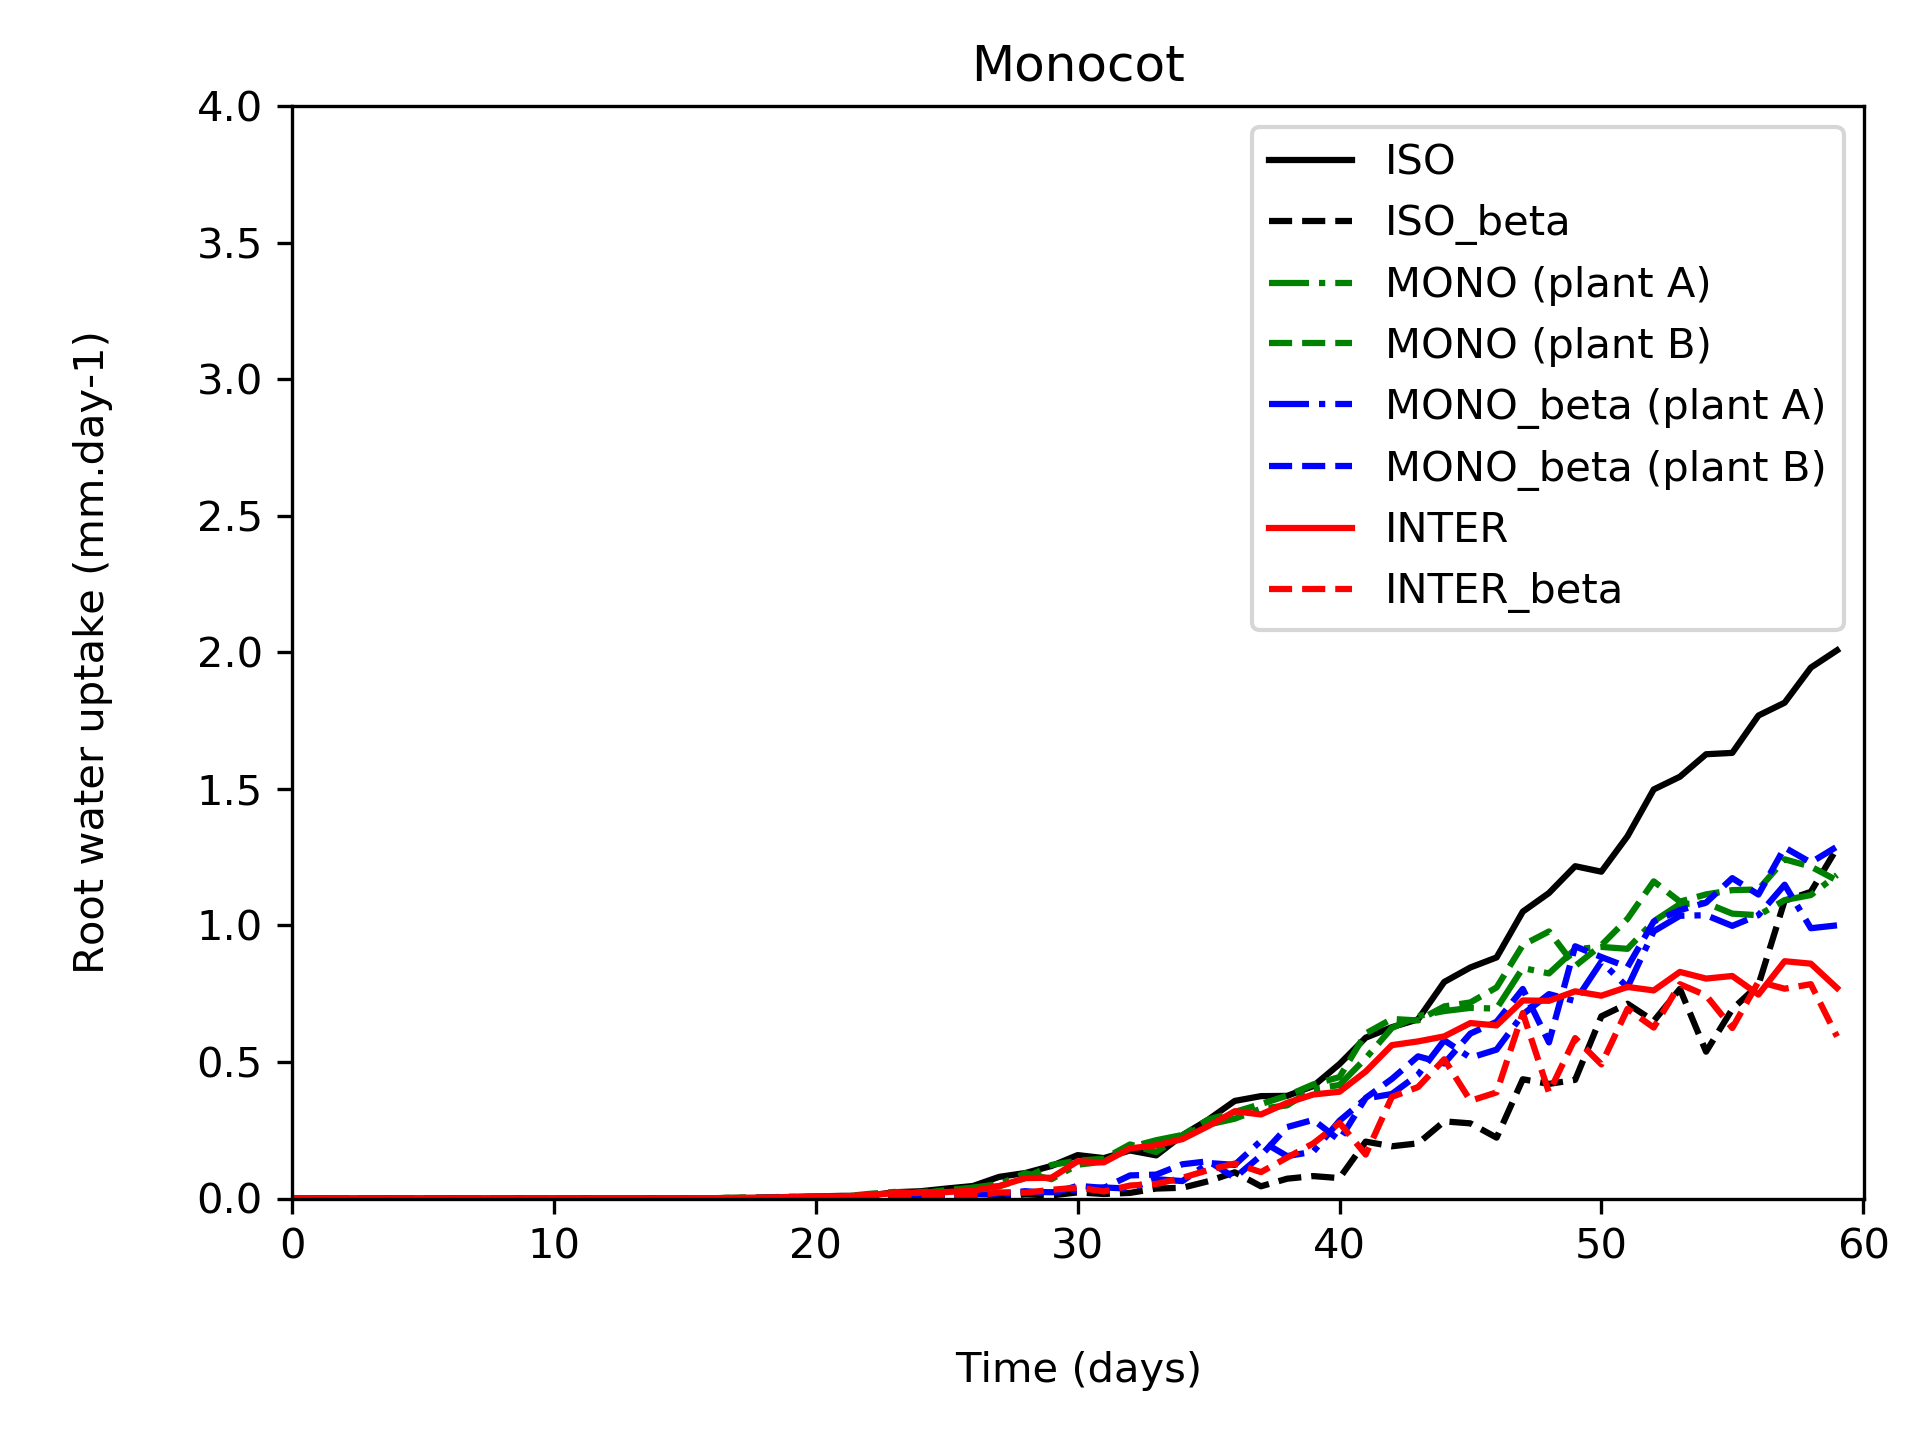 Monocot
4.0
3.5
3.0
2.5
2.0
1.5
1.0
0.5
0.0
Root water uptake (mm.day-1)
ISO
ISO_beta
MONO (plant A)
MONO (plant B)
MONO_beta (plant A)
MONO_beta (plant B)
INTER
INTER_beta
0 10 20 30 40 50 60
Time (days)